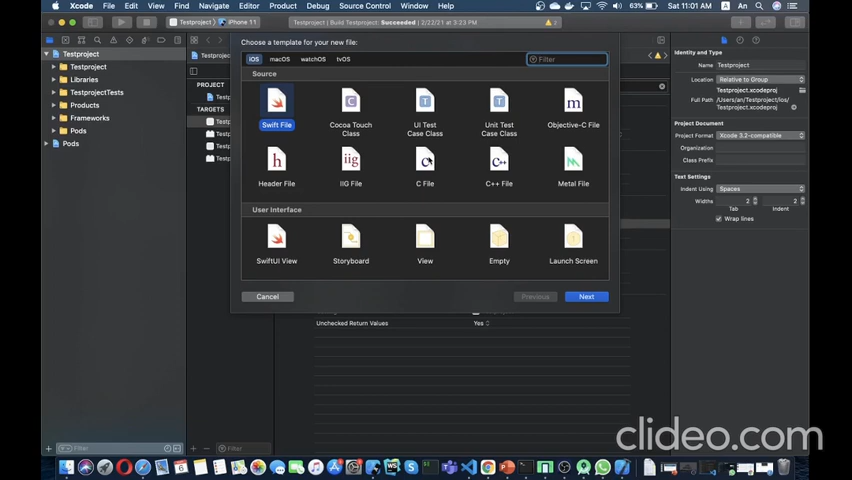 Xcode File Edit View Find Navigate Editor Product Debug Source Control Window Help 63% A Sat 11:01 AM An
Testproject iPhone 11 Testproject | Build Testproject: Succeeded | 2/22/21 at 3:23 PM 2
Testproject
Testproject
Libraries
TestprojectTests
Products
Frameworks
Pods
Pods
Filter
PROJECT
TARGETS
Filter
Choose a template for your new file:
iOS macOS watchOS tvOS Filter
Source
Swift File
Cocoa Touch Class
UI Test Case Class
Unit Test Case Class
Objective-C File
Header File
IIG File
C File
C++ File
Metal File
User Interface
SwiftUI View
Storyboard
View
Empty
Launch Screen
Cancel Previous Next
Unchecked Return Values Yes
Identity and Type
Name Testproject
Location Relative to Group
Testproject.xcodeproj
Full Path /Users/an/Testproject/ios/
Testproject.xcodeproj
Project Document
Project Format Xcode 3.2-compatible
Organization
Class Prefix
Text Settings
Indent Using Spaces
Widths 2 2
Tab Indent
Wrap lines
clideo.com